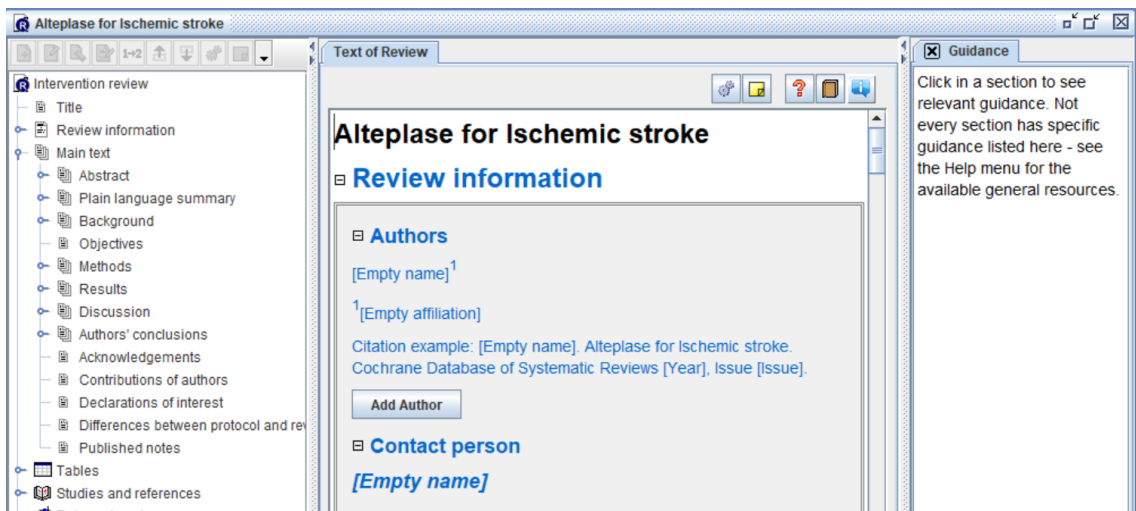 Alteplase for Ischemic stroke
1→2
Intervention review
Title
Review information
Main text
Abstract
Plain language summary
Background
Objectives
Methods
Results
Discussion
Authors' conclusions
Acknowledgements
Contributions of authors
Declarations of interest
Differences between protocol and rev
Published notes
Tables
Studies and references
Text of Review
Alteplase for Ischemic stroke
Review information
Authors
[Empty name]1
1[Empty affiliation]
Citation example: [Empty name]. Alteplase for Ischemic stroke.
Cochrane Database of Systematic Reviews [Year], Issue [Issue].
Add Author
Contact person
[Empty name]
Guidance
Click in a section to see
relevant guidance. Not
every section has specific
guidance listed here - see
the Help menu for the
available general resources.